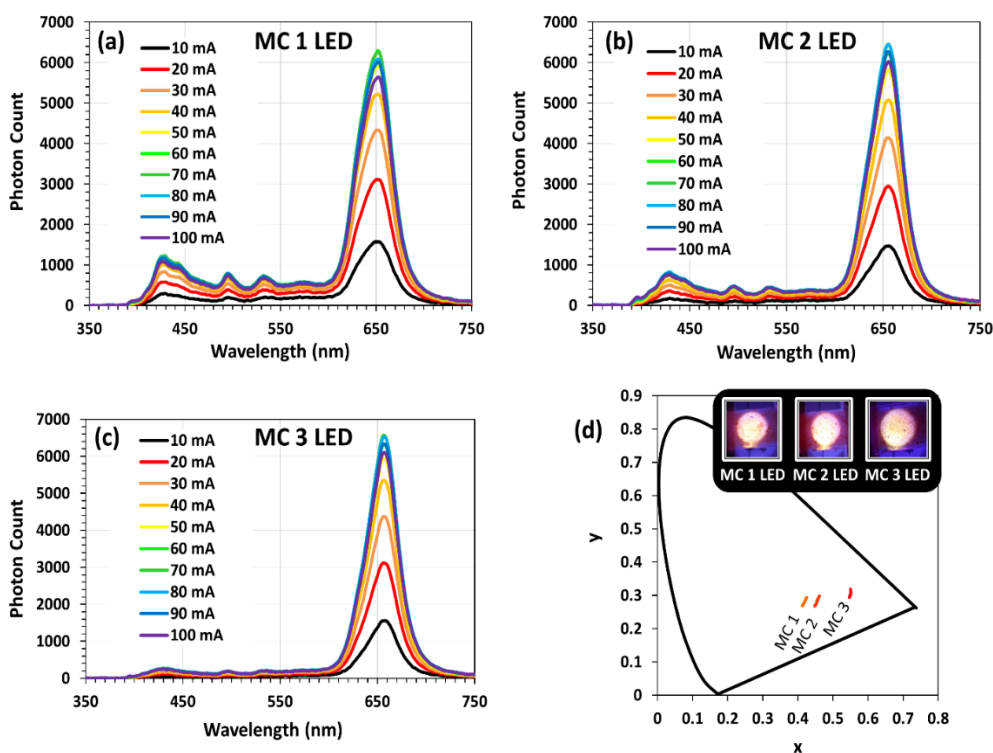 (a)
MC 1 LED
10 mA
20 mA
30 mA
40 mA
50 mA
60 mA
70 mA
80 mA
90 mA
100 mA
Photon Count
7000
6000
5000
4000
3000
2000
1000
0
350 450 550 650 750
Wavelength (nm)
(b)
MC 2 LED
10 mA
20 mA
30 mA
40 mA
50 mA
60 mA
70 mA
80 mA
90 mA
100 mA
Photon Count
7000
6000
5000
4000
3000
2000
1000
0
350 450 550 650 750
Wavelength (nm)
(c)
MC 3 LED
10 mA
20 mA
30 mA
40 mA
50 mA
60 mA
70 mA
80 mA
90 mA
100 mA
Photon Count
7000
6000
5000
4000
3000
2000
1000
0
350 450 550 650 750
Wavelength (nm)
(d)
MC 1 LED MC 2 LED MC 3 LED
y
0.9
0.8
0.7
0.6
0.5
0.4
0.3
0.2
0.1
0
MC 1
MC 2
MC 3
0 0.1 0.2 0.3 0.4 0.5 0.6 0.7 0.8
x